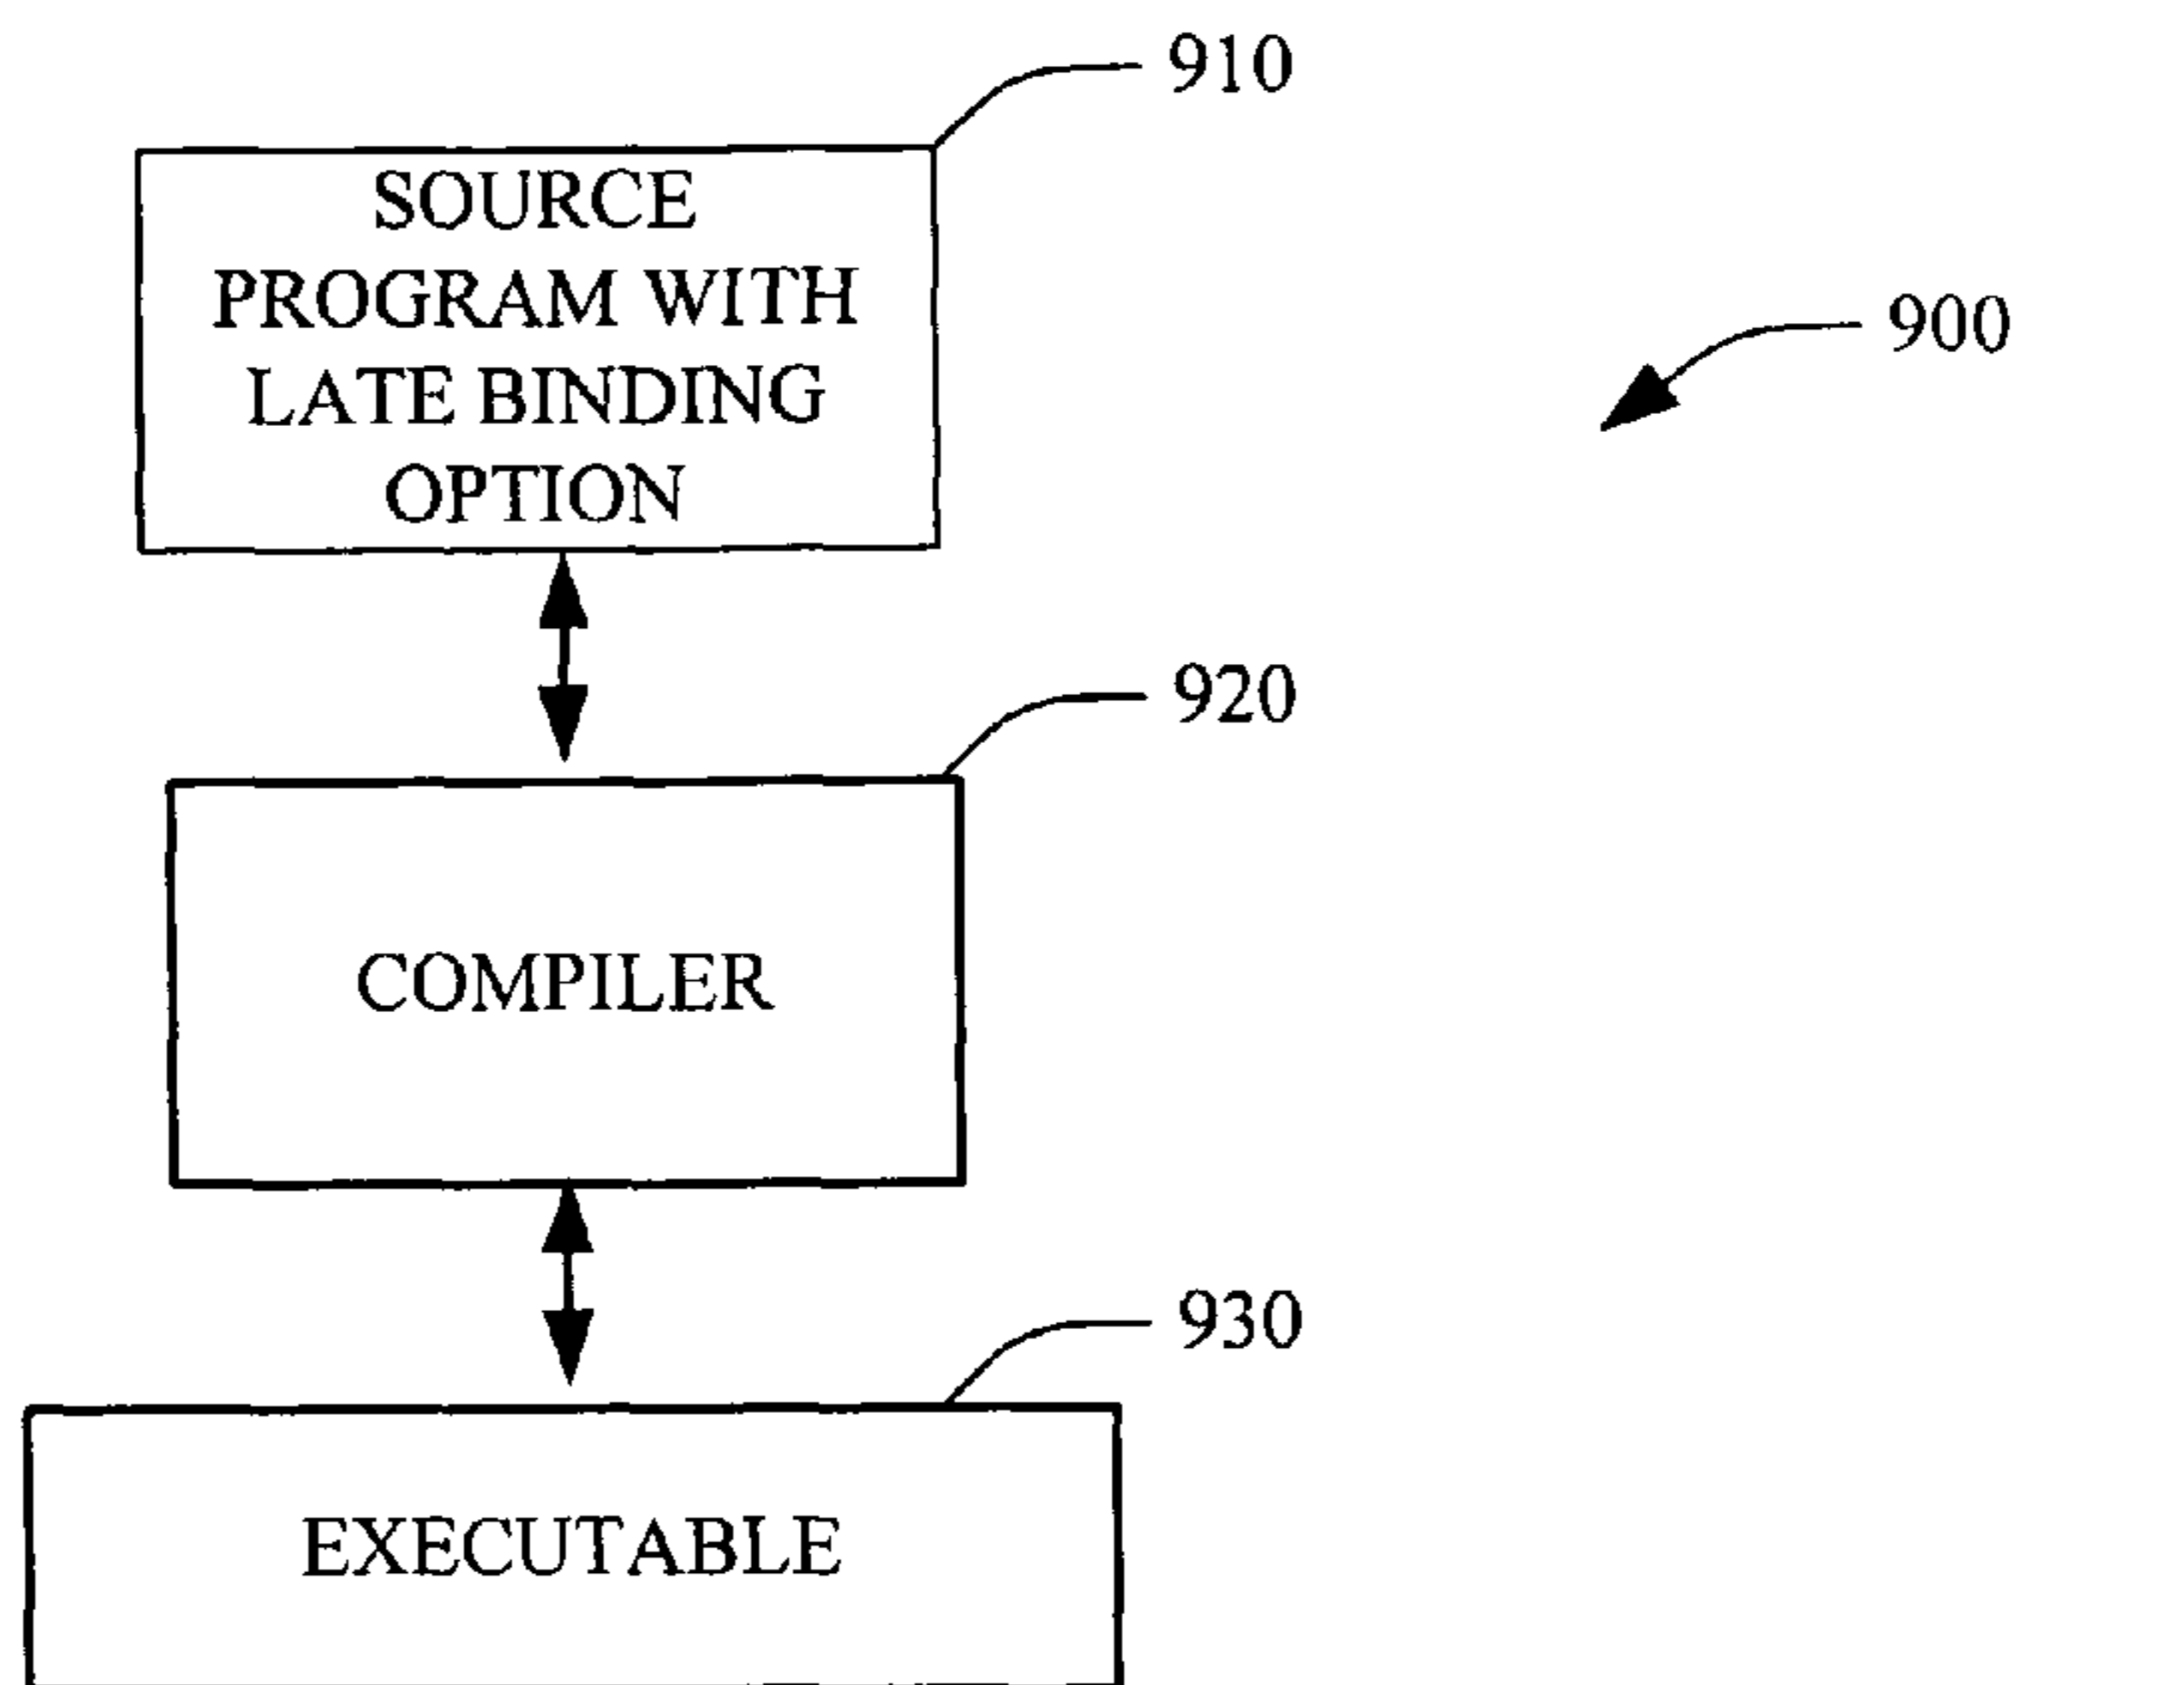 910
SOURCE
PROGRAM WITH
LATE BINDING
OPTION
900
920
COMPILER
930
EXECUTABLE